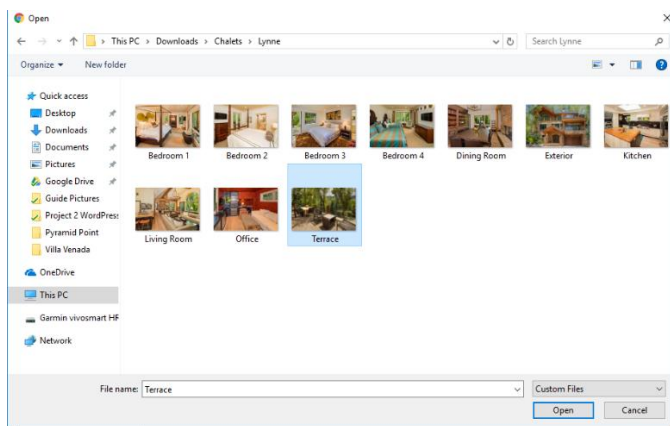 Open
This PC > Downloads > Chalets > Lynne
Search Lynne
Organize
New folder
Quick access
Desktop
Downloads
Documents
Pictures
Google Drive
Guide Pictures
Project 2 WordPress
Pyramid Point
Villa Venada
OneDrive
This PC
Garmin vivosmart HR
Network
Bedroom 1
Bedroom 2
Bedroom 3
Bedroom 4
Dining Room
Exterior
Kitchen
Living Room
Office
Terrace
File name: Terrace
Custom Files
Open
Cancel